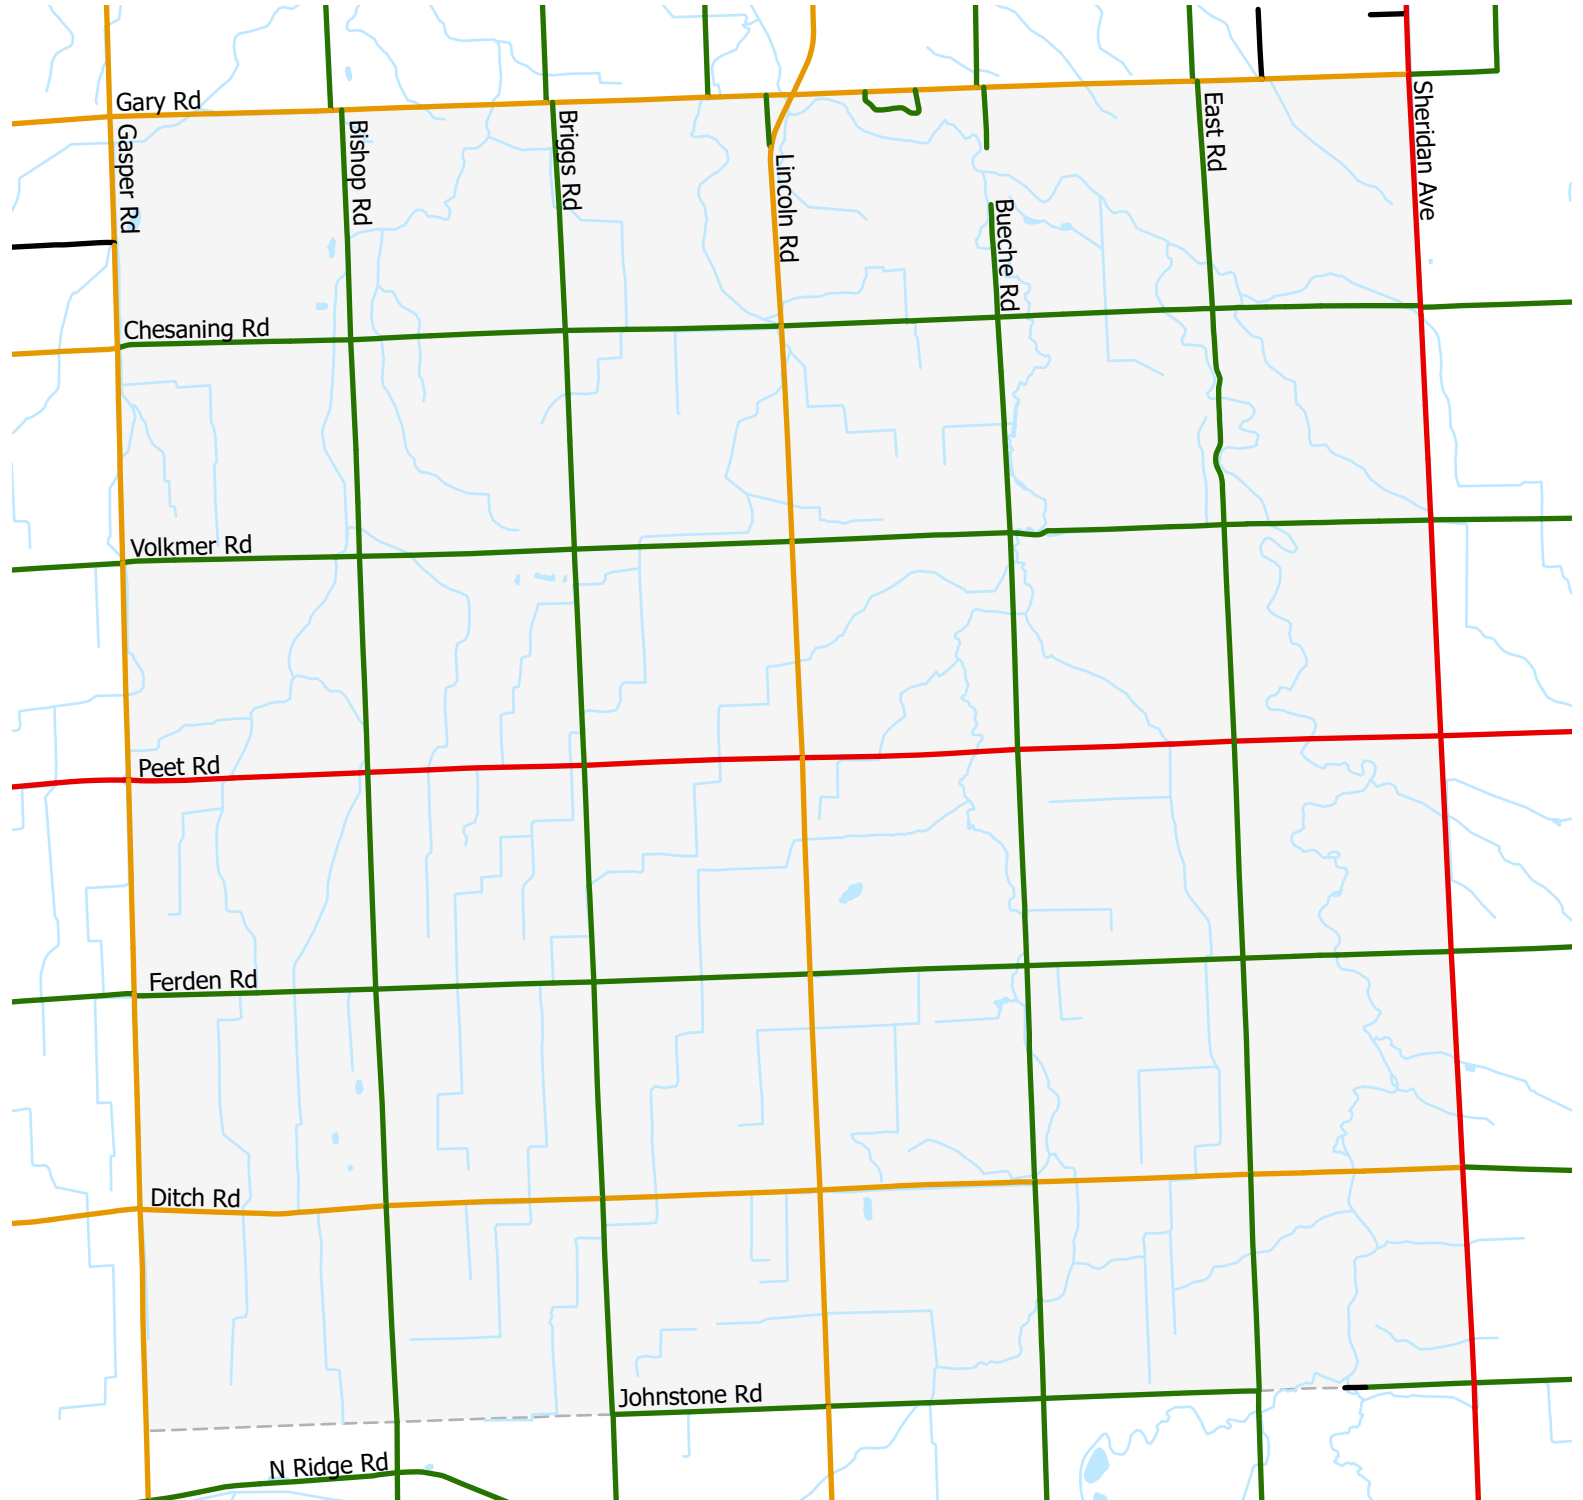 Gary Rd
Gasper Rd
Bishop Rd
Briggs Rd
Lincoln Rd
Bueche Rd
East Rd
Sheridan Ave
Chesaning Rd
Volkmer Rd
Peet Rd
Ferden Rd
Ditch Rd
Johnstone Rd
N Ridge Rd